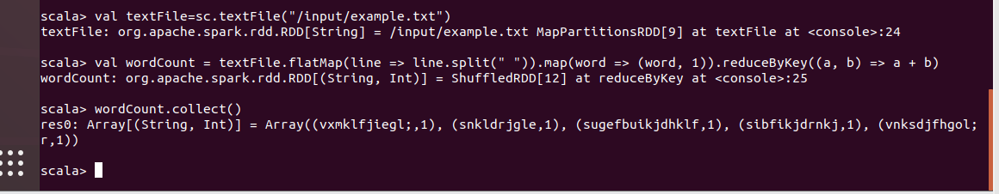 scala> val textFile=sc.textFile("/input/example.txt")
textFile: org.apache.spark.rdd.RDD[String] = /input/example.txt MapPartitionsRDD[9] at textFile at <console>:24
scala> val wordCount = textFile.flatMap(line => line.split(" ")).map(word => (word, 1)).reduceByKey((a, b) => a + b)
wordCount: org.apache.spark.rdd.RDD[(String, Int)] = ShuffledRDD[12] at reduceByKey at <console>:25
scala> wordCount.collect()
res0: Array[(String, Int)] = Array((vxmklfjiegl;,1), (snkldrjgle,1), (sugefbuikjdhklf,1), (sibfikjdrnkj,1), (vnksdjfhgol;
r,1))
scala>